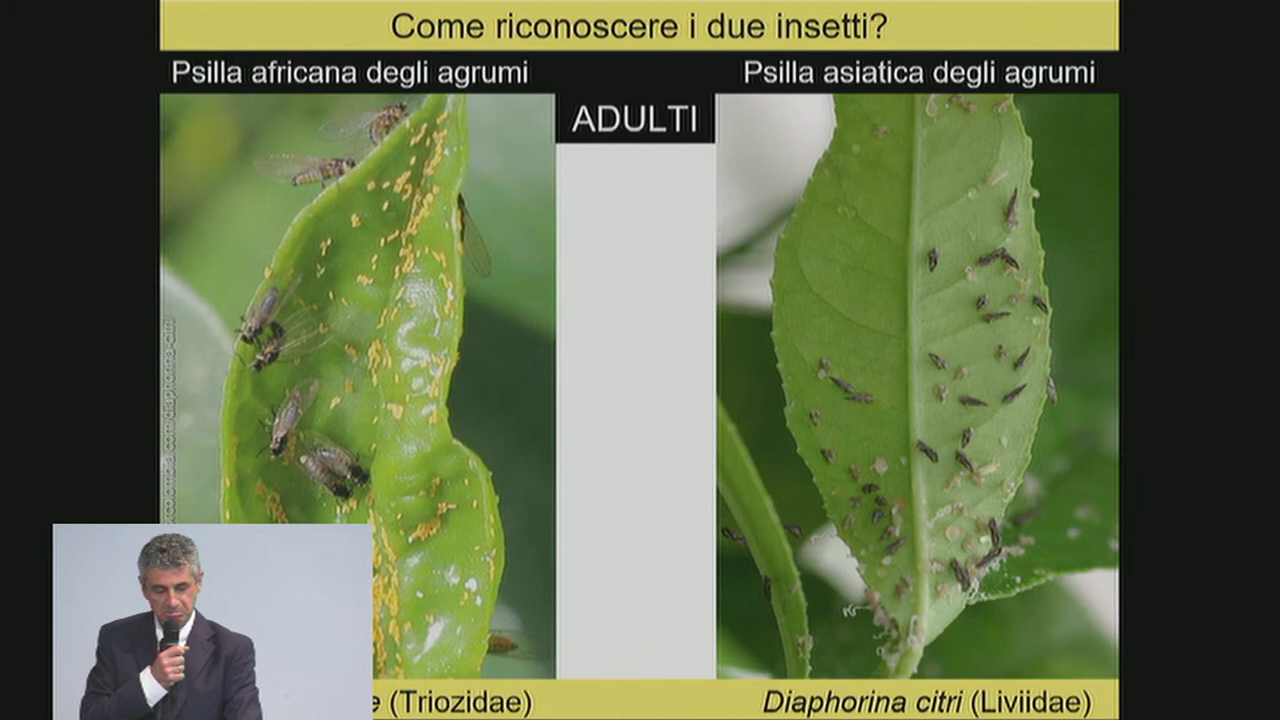 Come riconoscere i due insetti?
Psilla africana degli agrumi
Psilla asiatica degli agrumi
ADULTI
e (Triozidae)
Diaphorina citri (Liviidae)